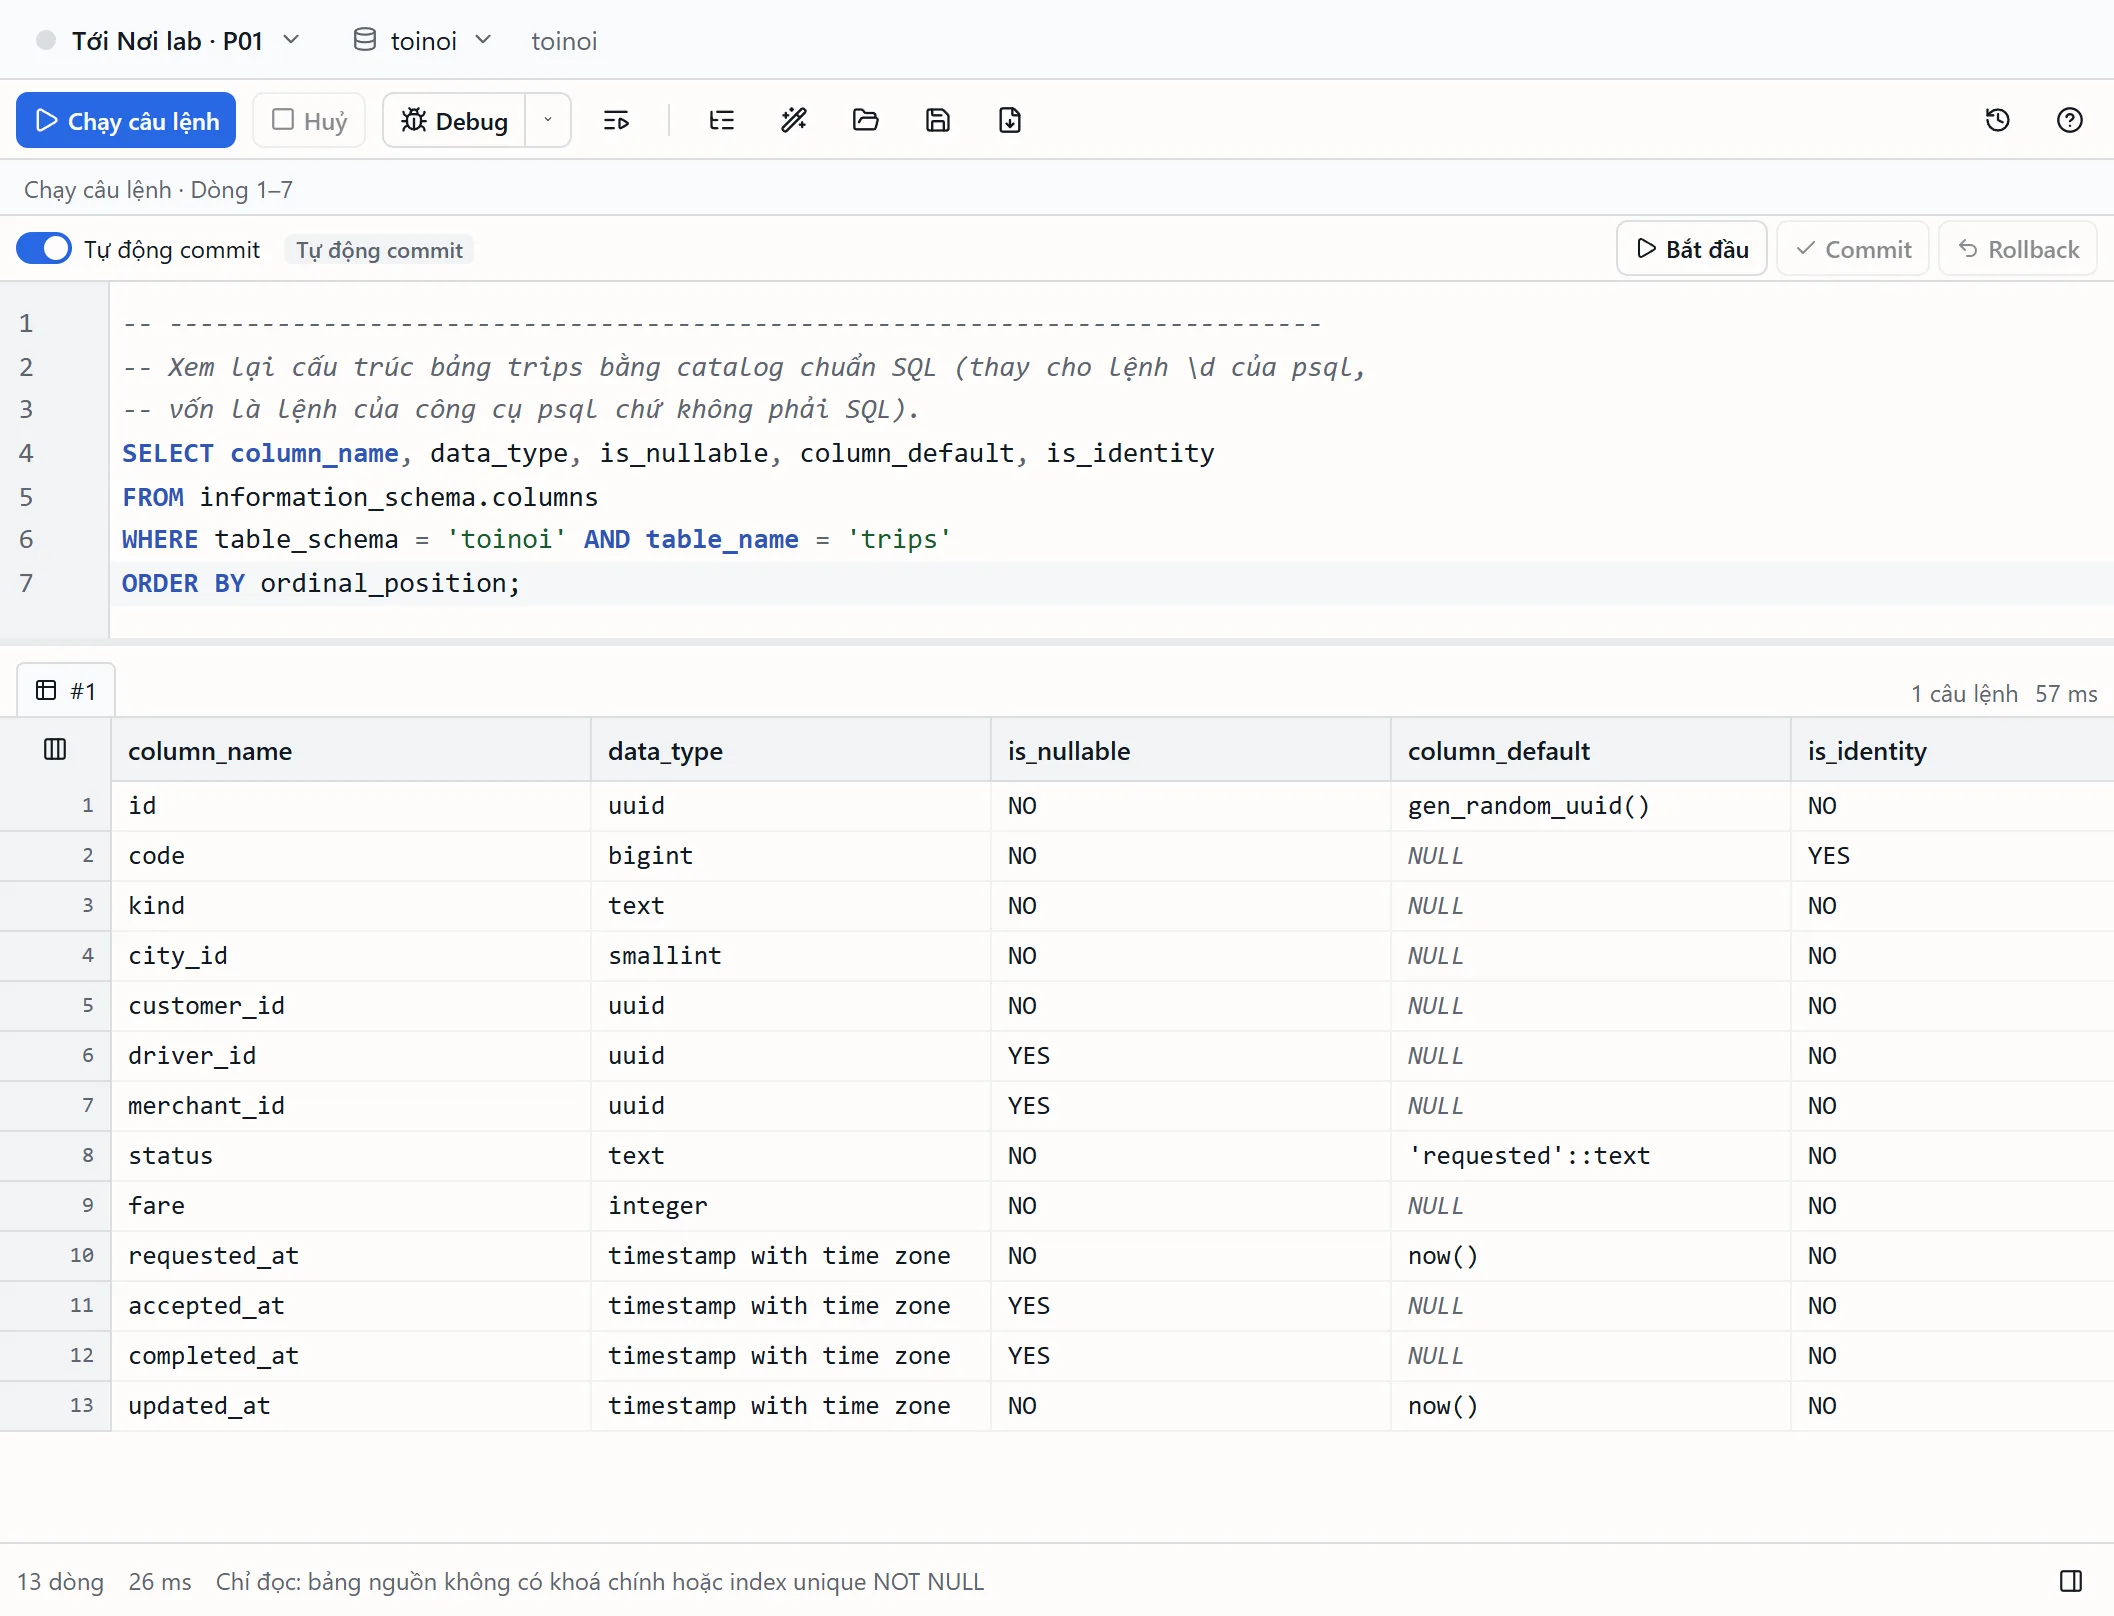 Tới Nơi lab · P01 toinoi toinoi
Chạy câu lệnh Huỷ Debug
Chạy câu lệnh · Dòng 1–7
Tự động commit Tự động commit Bắt đầu Commit Rollback
1 -- ---------------------------------------------------------------------------
2 -- Xem lại cấu trúc bảng trips bằng catalog chuẩn SQL (thay cho lệnh \d của psql,
3 -- vốn là lệnh của công cụ psql chứ không phải SQL).
4 SELECT column_name, data_type, is_nullable, column_default, is_identity
5 FROM information_schema.columns
6 WHERE table_schema = 'toinoi' AND table_name = 'trips'
7 ORDER BY ordinal_position;
#1 1 câu lệnh 57 ms
column_name data_type is_nullable column_default is_identity
1 id uuid NO gen_random_uuid() NO
2 code bigint NO NULL YES
3 kind text NO NULL NO
4 city_id smallint NO NULL NO
5 customer_id uuid NO NULL NO
6 driver_id uuid YES NULL NO
7 merchant_id uuid YES NULL NO
8 status text NO 'requested'::text NO
9 fare integer NO NULL NO
10 requested_at timestamp with time zone NO now() NO
11 accepted_at timestamp with time zone YES NULL NO
12 completed_at timestamp with time zone YES NULL NO
13 updated_at timestamp with time zone NO now() NO
13 dòng 26 ms Chỉ đọc: bảng nguồn không có khoá chính hoặc index unique NOT NULL